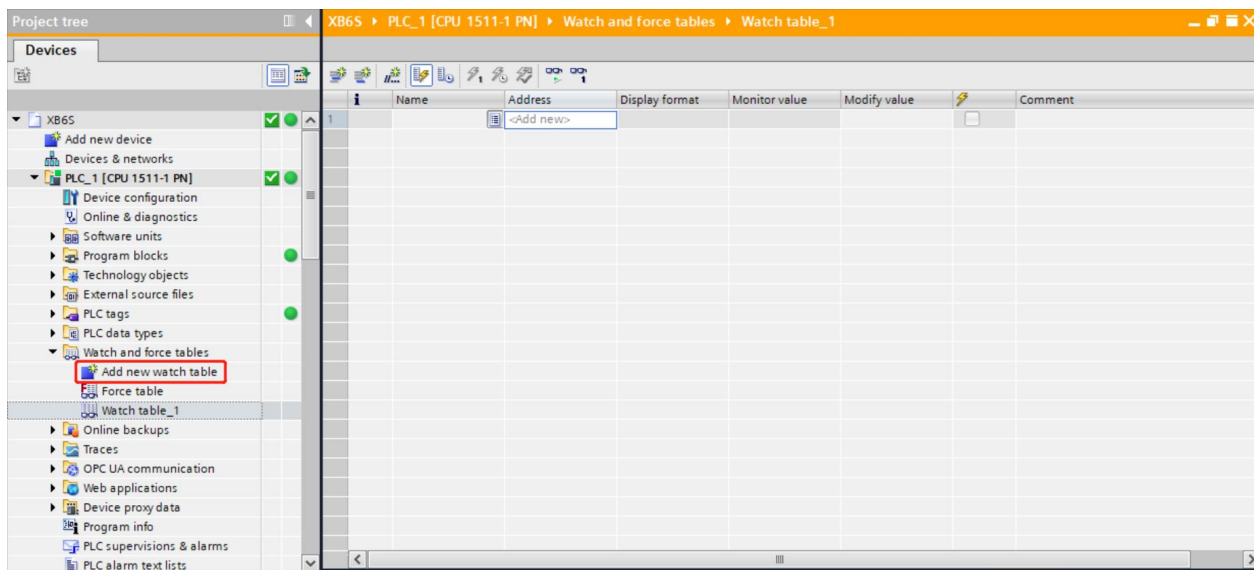 Project tree
Devices
XB6S
Add new device
Devices & networks
PLC_1 [CPU 1511-1 PN]
Device configuration
Online & diagnostics
Software units
Program blocks
Technology objects
External source files
PLC tags
PLC data types
Watch and force tables
Add new watch table
Force table
Watch table_1
Online backups
Traces
OPC UA communication
Web applications
Device proxy data
Program info
PLC supervisions & alarms
PLC alarm text lists
XB6S PLC_1 [CPU 1511-1 PN] Watch and force tables Watch table_1
i Name Address Display format Monitor value Modify value Comment
1 <Add new>